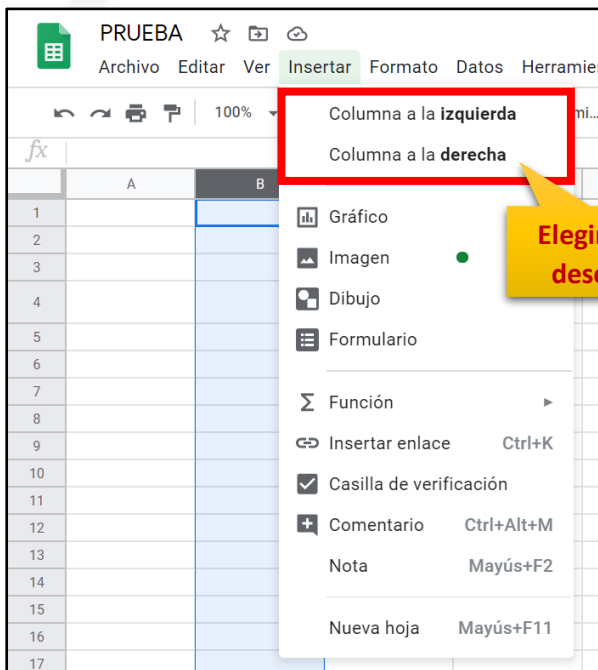 PRUEBA
Archivo Editar Ver Insertar Formato Datos
100%
Columna a la izquierda
Columna a la derecha
fx
A B
1
2
3
4
5
6
7
8
9
10
11
12
13
14
15
16
17
Gráfico
Imagen
Dibujo
Formulario
Σ Función
Insertar enlace Ctrl+K
Casilla de verificación
Comentario Ctrl+Alt+M
Nota Mayús+F2
Nueva hoja Mayús+F11